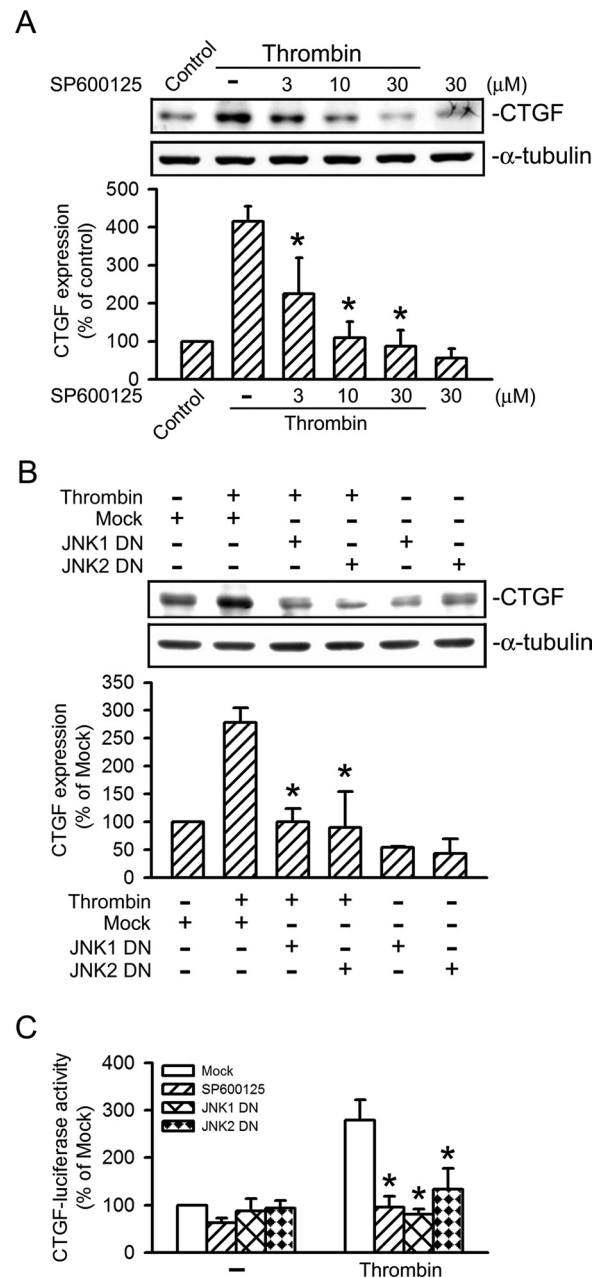 A
Thrombin
Control
SP600125 – 3 10 30 30 (μM)
-CTGF
-α-tubulin
500
400
300
200
100
0
CTGF expression
(% of control)
* * *
SP600125 Control – 3 10 30 30 (μM)
Thrombin
B
Thrombin – + + + – –
Mock + + – – – –
JNK1 DN – – + – + –
JNK2 DN – – – + – +
-CTGF
-α-tubulin
350
300
250
200
150
100
50
0
CTGF expression
(% of Mock)
* *
Thrombin – + + + – –
Mock + + – – – –
JNK1 DN – – + – + –
JNK2 DN – – – + – +
C
400
300
200
100
0
CTGF-luciferase activity
(% of Mock)
Mock
SP600125
JNK1 DN
JNK2 DN
* * *
– Thrombin